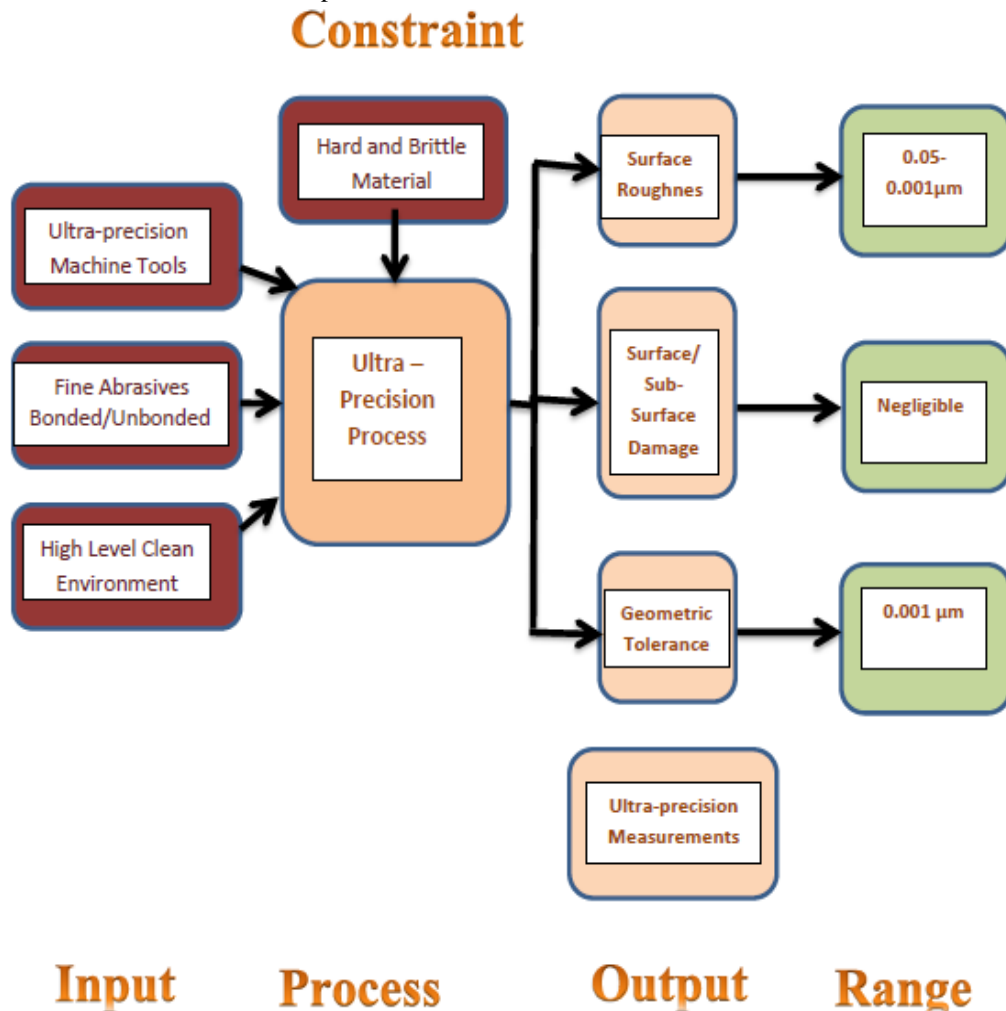 Constraint
Hard and Brittle
Material
Ultra-precision
Machine Tools
Fine Abrasives
Bonded/Unbonded
High Level Clean
Environment
Ultra –
Precision
Process
Surface
Roughnes
Surface/
Sub-
Surface
Damage
Geometric
Tolerance
Ultra-precision
Measurements
0.05-
0.001µm
Negligible
0.001 µm
Input
Process
Output
Range